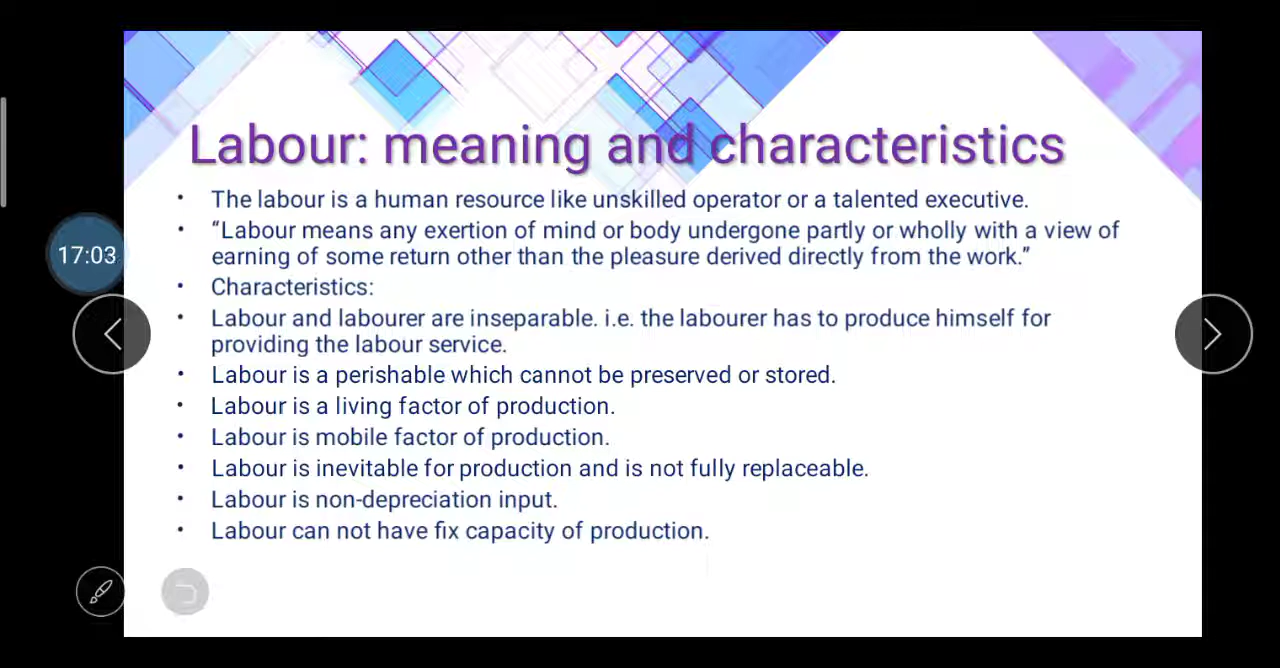 Labour: meaning and characteristics
• The labour is a human resource like unskilled operator or a talented executive.
• “Labour means any exertion of mind or body undergone partly or wholly with a view of
earning of some return other than the pleasure derived directly from the work.”
17:03
• Characteristics:
• Labour and labourer are inseparable. i.e. the labourer has to produce himself for
providing the labour service.
• Labour is a perishable which cannot be preserved or stored.
• Labour is a living factor of production.
• Labour is mobile factor of production.
• Labour is inevitable for production and is not fully replaceable.
• Labour is non-depreciation input.
• Labour can not have fix capacity of production.